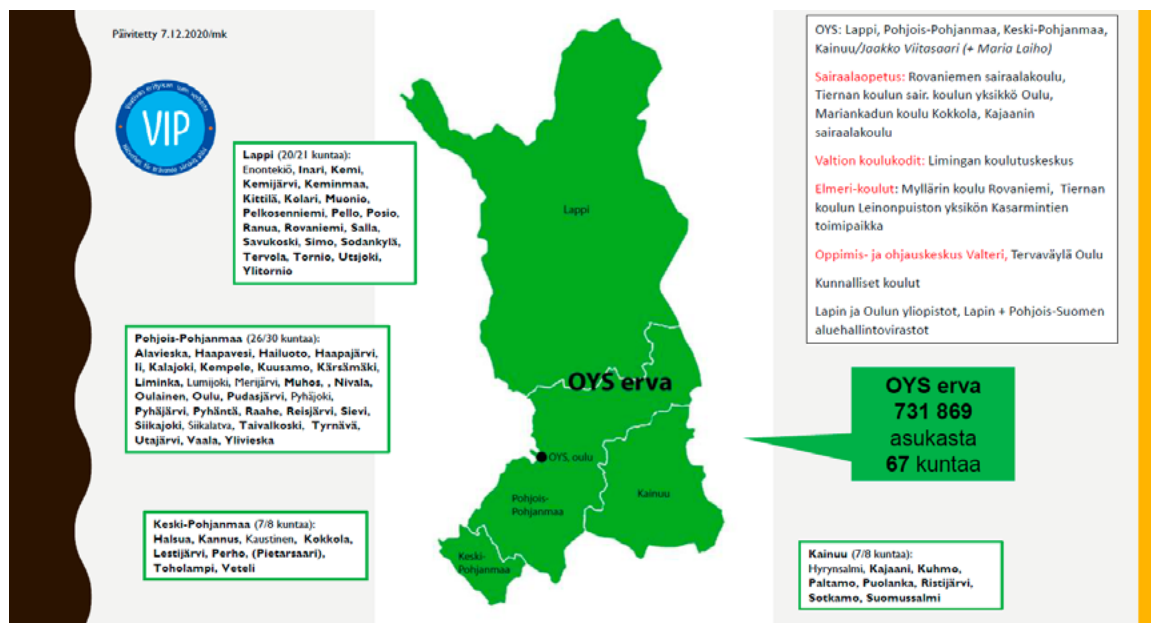 Päivitetty 7.12.2020/mk
VIP
Lappi (20/21 kuntaa):
Enontekiö, Inari, Kemi,
Kemijärvi, Keminmaa,
Kittilä, Kolari, Muonio,
Pelkosenniemi, Pello, Posio,
Ranua, Rovaniemi, Salla,
Savukoski, Simo, Sodankylä,
Tervola, Tornio, Utsjoki,
Ylitornio
Pohjois-Pohjanmaa (26/30 kuntaa):
Alavieska, Haapavesi, Hailuoto, Haapajärvi,
Ii, Kalajoki, Kempele, Kuusamo, Kärsämäki,
Liminka, Lumijoki, Merijärvi, Muhos, , Nivala,
Oulainen, Oulu, Pudasjärvi, Pyhäjoki,
Pyhäjärvi, Pyhäntä, Raahe, Reisjärvi, Sievi,
Siikajoki, Siikalatva, Taivalkoski, Tyrnävä,
Utajärvi, Vaala, Ylivieska
Keski-Pohjanmaa (7/8 kuntaa):
Halsua, Kannus, Kaustinen, Kokkola,
Lestijärvi, Perho, (Pietarsaari),
Toholampi, Veteli
Lappi
OYS erva
OYS, oulu
Pohjois-
Pohjanmaa
Kainuu
Keski-
Pohjanmaa
OYS: Lappi, Pohjois-Pohjanmaa, Keski-Pohjanmaa,
Kainuu/Jaakko Viitasaari (+ Maria Laiho)
Sairaalaopetus: Rovaniemen sairaalakoulu,
Tiernan koulun sair. koulun yksikkö Oulu,
Mariankadun koulu Kokkola, Kajaanin
sairaalakoulu
Valtion koulukodit: Limingan koulutuskeskus
Elmeri-koulut: Myllärin koulu Rovaniemi, Tiernan
koulun Leinonpuiston yksikön Kasarmintien
toimipaikka
Oppimis- ja ohjauskeskus Valteri, Tervaväylä Oulu
Kunnalliset koulut
Lapin ja Oulun yliopistot, Lapin + Pohjois-Suomen
aluehallintovirastot
OYS erva
731 869
asukasta
67 kuntaa
Kainuu (7/8 kuntaa):
Hyrynsalmi, Kajaani, Kuhmo,
Paltamo, Puolanka, Ristijärvi,
Sotkamo, Suomussalmi